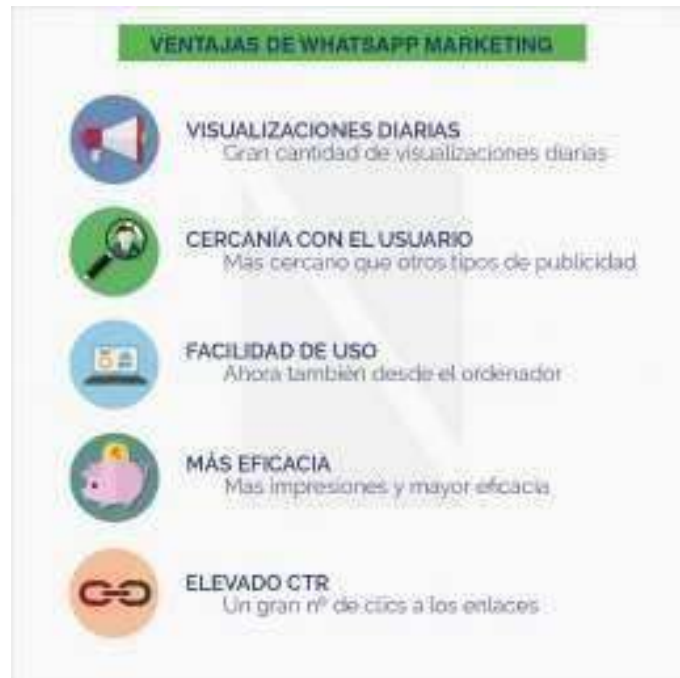 VENTAJAS DE WHATSAPP MARKETING
VISUALIZACIONES DIARIAS
Gran cantidad de visualizaciones diarias
CERCANÍA CON EL USUARIO
Más cercano que otros tipos de publicidad
FACILIDAD DE USO
Ahora también desde el ordenador
MÁS EFICACIA
Mas impresiones y mayor eficacia
ELEVADO CTR
Un gran nº de clics a los enlaces